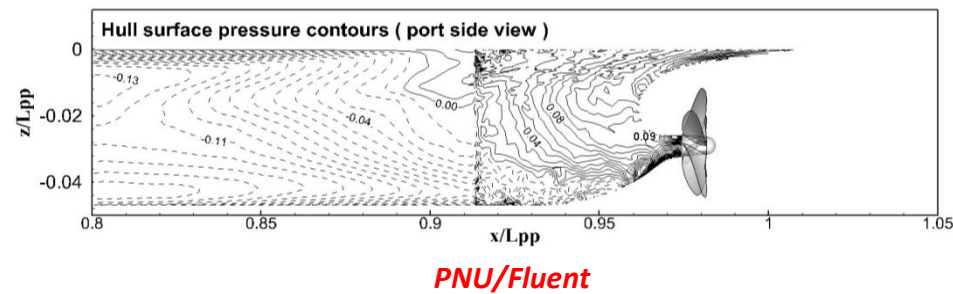 Hull surface pressure contours ( port side view )
0
-0.13
-0.02
0.00
-0.04
0.08
z/Lpp
-0.11
0.04
0.09
-0.04
0.8 0.85 0.9 0.95 1 1.05
x/Lpp
PNU/Fluent